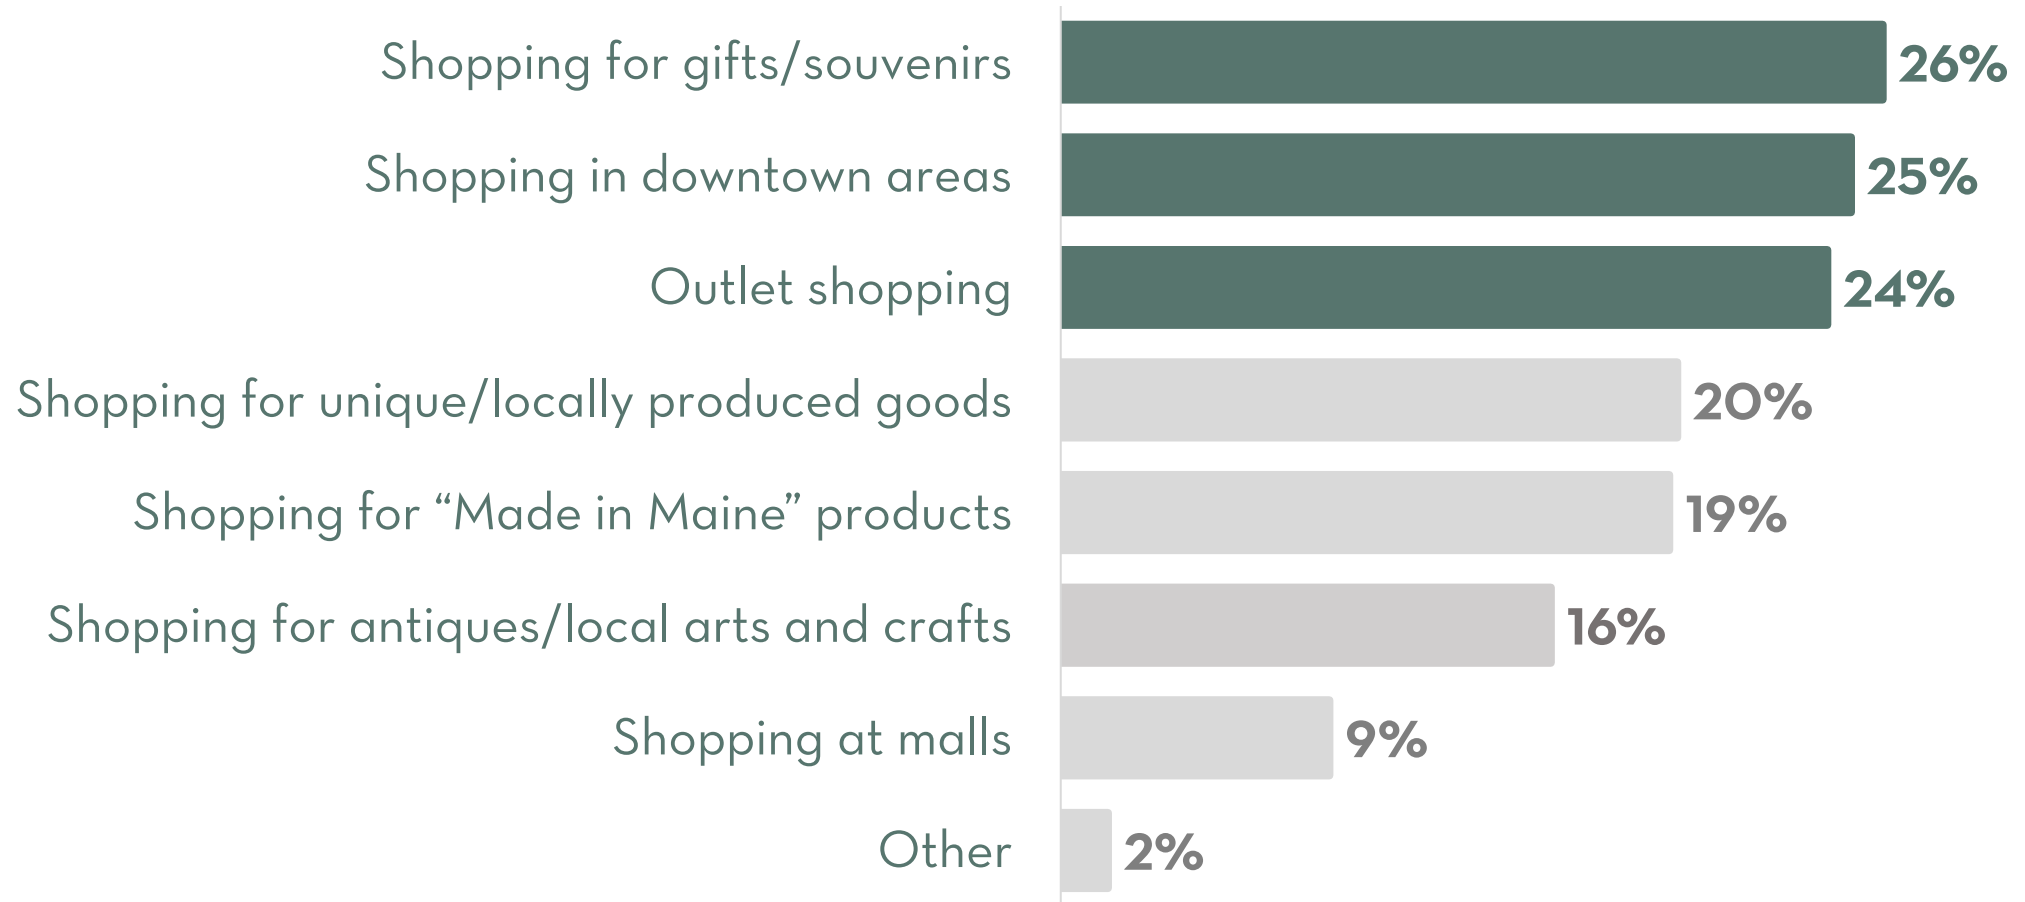 Shopping for gifts/souvenirs 26%
Shopping in downtown areas 25%
Outlet shopping 24%
Shopping for unique/locally produced goods 20%
Shopping for “Made in Maine” products 19%
Shopping for antiques/local arts and crafts 16%
Shopping at malls 9%
Other 2%